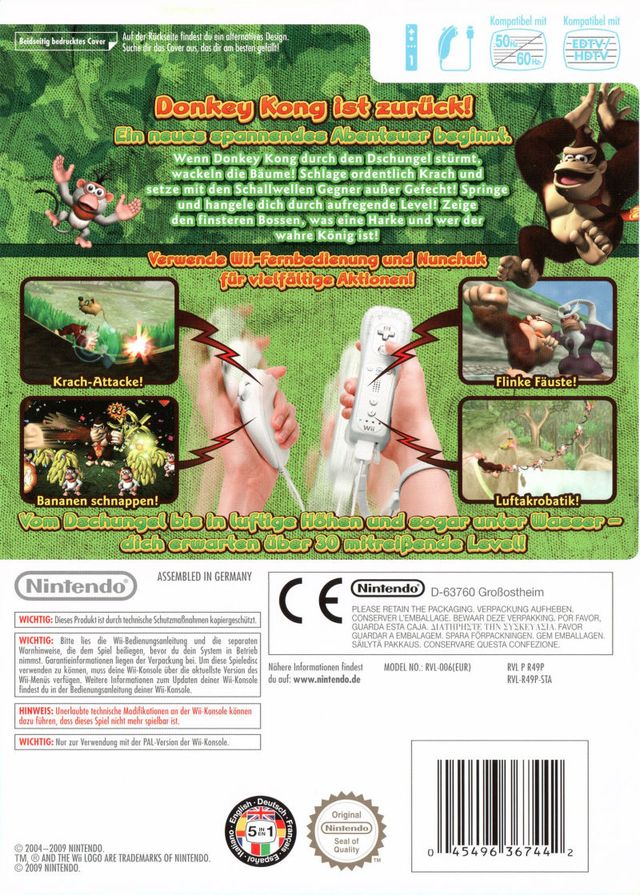 Beidseitig bedrucktes Cover
Auf der Rückseite findest du ein alternatives Design.
Suche dir das Cover aus, das dir am besten gefällt!
1
Kompatibel mit
50Hz
60Hz
Kompatibel mit
EDTV/
HDTV
Donkey Kong ist zurück!
Ein neues spannendes Abenteuer beginnt.
Wenn Donkey Kong durch den Dschungel stürmt,
wackeln die Bäume! Schlage ordentlich Krach und
setze mit den Schallwellen Gegner außer Gefecht! Springe
und hangele dich durch aufregende Level! Zeige
den finsteren Bossen, was eine Harke und wer der
wahre König ist!
Verwende Wii-Fernbedienung und Nunchuk
für vielfältige Aktionen!
Krach-Attacke!
Flinke Fäuste!
22
Wii
Bananen schnappen!
Luftakrobatik!
Vom Dschungel bis in luftige Höhen und sogar unter Wasser –
dich erwarten über 30 mitreißende Level!
Nintendo®
ASSEMBLED IN GERMANY
WICHTIG: Dieses Produkt ist durch technische Schutzmaßnahmen kopiergeschützt.
WICHTIG: Bitte lies die Wii-Bedienungsanleitung und die separaten
Warnhinweise, die dem Spiel beiliegen, bevor du dein System in Betrieb
nimmst. Garantieinformationen liegen der Verpackung bei. Um diese Spieledisc
verwenden zu können, muss deine Wii-Konsole über die aktuellste Version des
Wii-Menüs verfügen. Weitere Informationen zum Updaten deiner Wii-Konsole
findest du in der Bedienungsanleitung deiner Wii-Konsole.
HINWEIS: Unerlaubte technische Modifikationen an der Wii-Konsole können
dazu führen, dass dieses Spiel nicht mehr spielbar ist.
WICHTIG: Nur zur Verwendung mit der PAL-Version der Wii-Konsole.
CE
Nintendo® D-63760 Großostheim
PLEASE RETAIN THE PACKAGING. VERPACKUNG AUFHEBEN.
CONSERVER L'EMBALLAGE. BEWAAR DEZE VERPAKKING. POR FAVOR,
GUARDA ESTA CAJA. ΔΙΑΤΗΡΗΣΤΕ ΤΗΝ ΣΥΣΚΕΥΑΣΙΑ. FAVOR
GUARDAR A EMBALAGEM. SPARA FÖRPACKNINGEN. GEM EMBALLAGEN.
SÄILYTÄ PAKKAUS. CONSERVARE QUESTA CONFEZIONE.
Nähere Informationen findest
du auf: www.nintendo.de
MODEL NO.: RVL-006(EUR)
RVL P R49P
RVL-R49P-STA
English · Deutsch · Français · Español · Italiano
5 IN 1
EN
Original
Nintendo
Seal of
Quality
TM
0 45496 36744 2
© 2004–2009 NINTENDO.
TM, ® AND THE Wii LOGO ARE TRADEMARKS OF NINTENDO.
© 2009 NINTENDO.